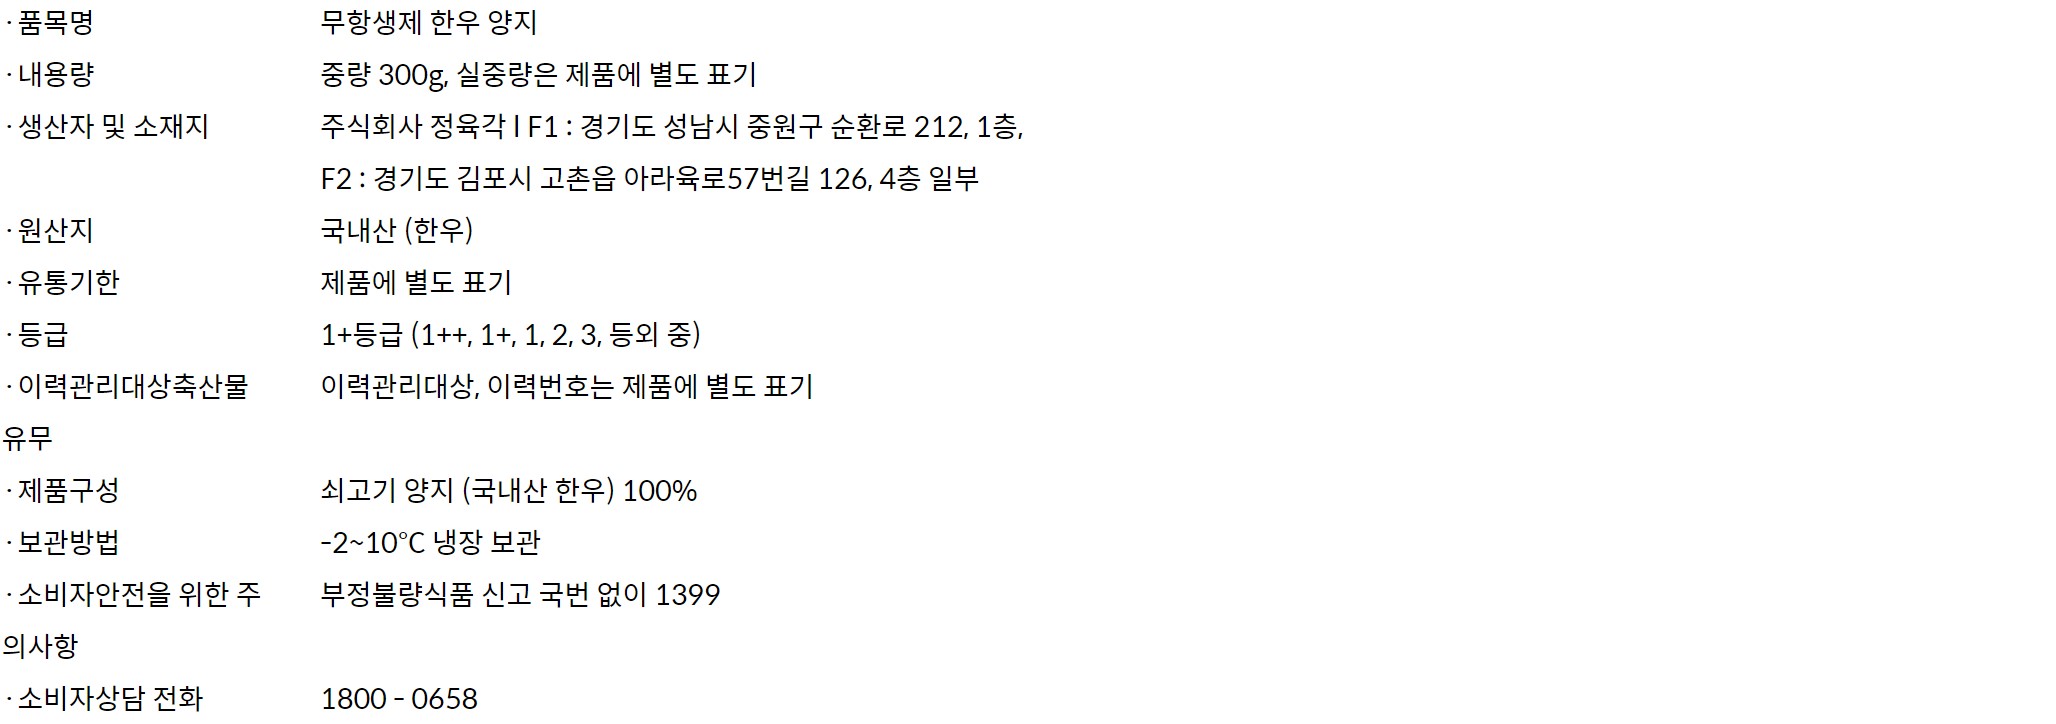 · 품목명 무항생제 한우 양지
· 내용량 중량 300g, 실중량은 제품에 별도 표기
· 생산자 및 소재지 주식회사 정육각 I F1 : 경기도 성남시 중원구 순환로 212, 1층,
F2 : 경기도 김포시 고촌읍 아라육로57번길 126, 4층 일부
· 원산지 국내산 (한우)
· 유통기한 제품에 별도 표기
· 등급 1+등급 (1++, 1+, 1, 2, 3, 등외 중)
· 이력관리대상축산물 이력관리대상, 이력번호는 제품에 별도 표기
유무
· 제품구성 쇠고기 양지 (국내산 한우) 100%
· 보관방법 -2~10°C 냉장 보관
· 소비자안전을 위한 주 부정불량식품 신고 국번 없이 1399
의사항
· 소비자상담 전화 1800 - 0658